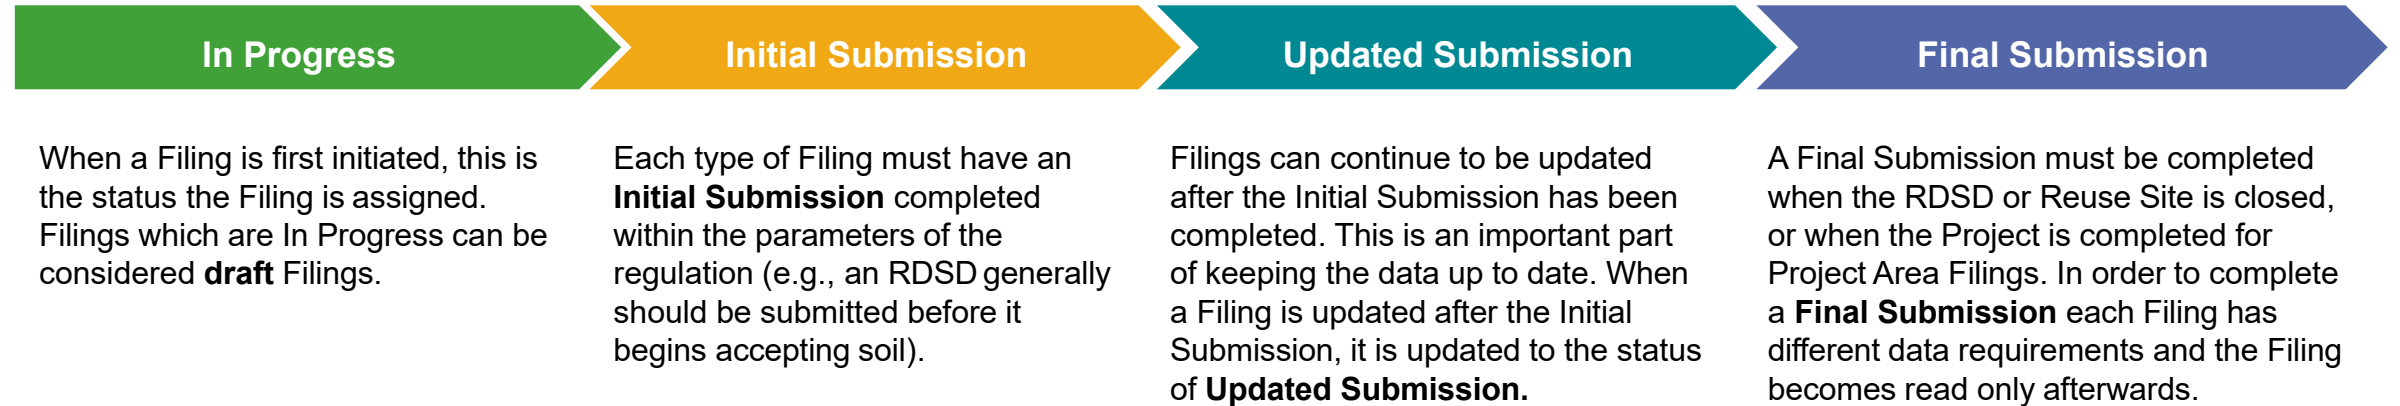 In Progress
Initial Submission
Updated Submission
Final Submission
When a Filing is first initiated, this is
the status the Filing is assigned.
Filings which are In Progress can be
considered draft Filings.
Each type of Filing must have an
Initial Submission completed
within the parameters of the
regulation (e.g., an RDSD generally
should be submitted before it
begins accepting soil).
Filings can continue to be updated
after the Initial Submission has been
completed. This is an important part
of keeping the data up to date. When
a Filing is updated after the Initial
Submission, it is updated to the status
of Updated Submission.
A Final Submission must be completed
when the RDSD or Reuse Site is closed,
or when the Project is completed for
Project Area Filings. In order to complete
a Final Submission each Filing has
different data requirements and the Filing
becomes read only afterwards.